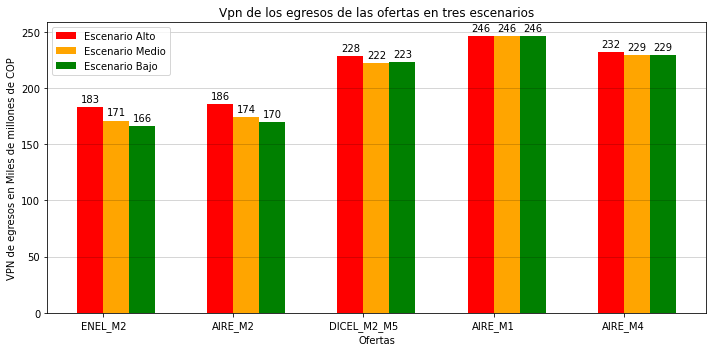 Vpn de los egresos de las ofertas en tres escenarios
Escenario Alto
Escenario Medio
Escenario Bajo
VPN de egresos en Miles de millones de COP
250
200
150
100
50
0
183 171 166
186 174 170
228 222 223
246 246 246
232 229 229
ENEL_M2 AIRE_M2 DICEL_M2_M5 AIRE_M1 AIRE_M4
Ofertas